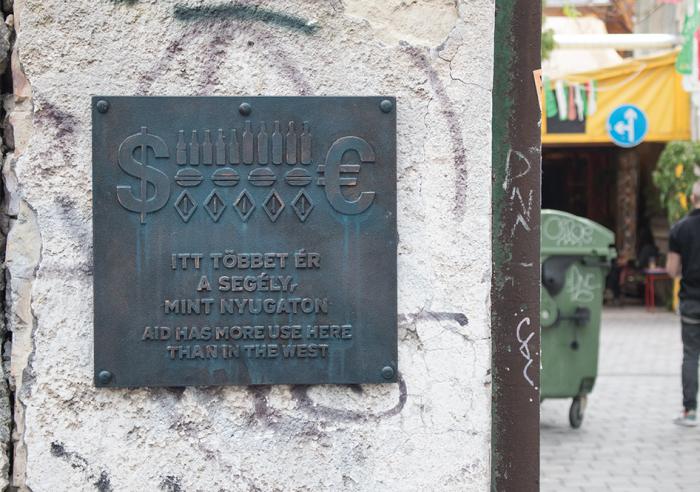 $ €
ITT TÖBBET ÉR
A SEGÉLY,
MINT NYUGATON
AID HAS MORE USE HERE
THAN IN THE WEST